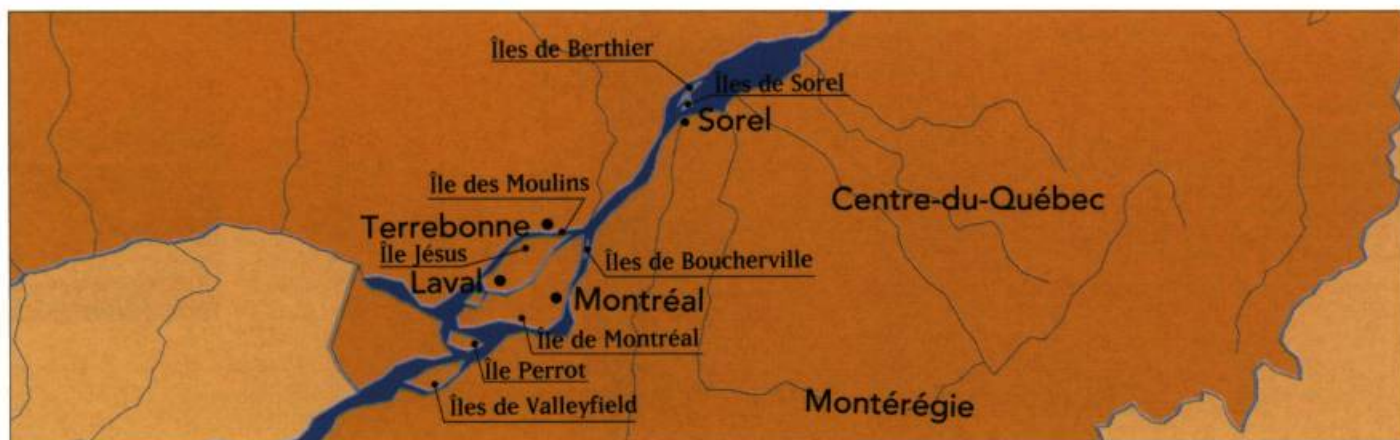 Îles de Berthier
Îles de Sorel
Sorel
Île des Moulins
Centre-du-Québec
Terrebonne
Île Jésus
Îles de Boucherville
Laval
Montréal
Île de Montréal
Île Perrot
Îles de Valleyfield
Montérégie